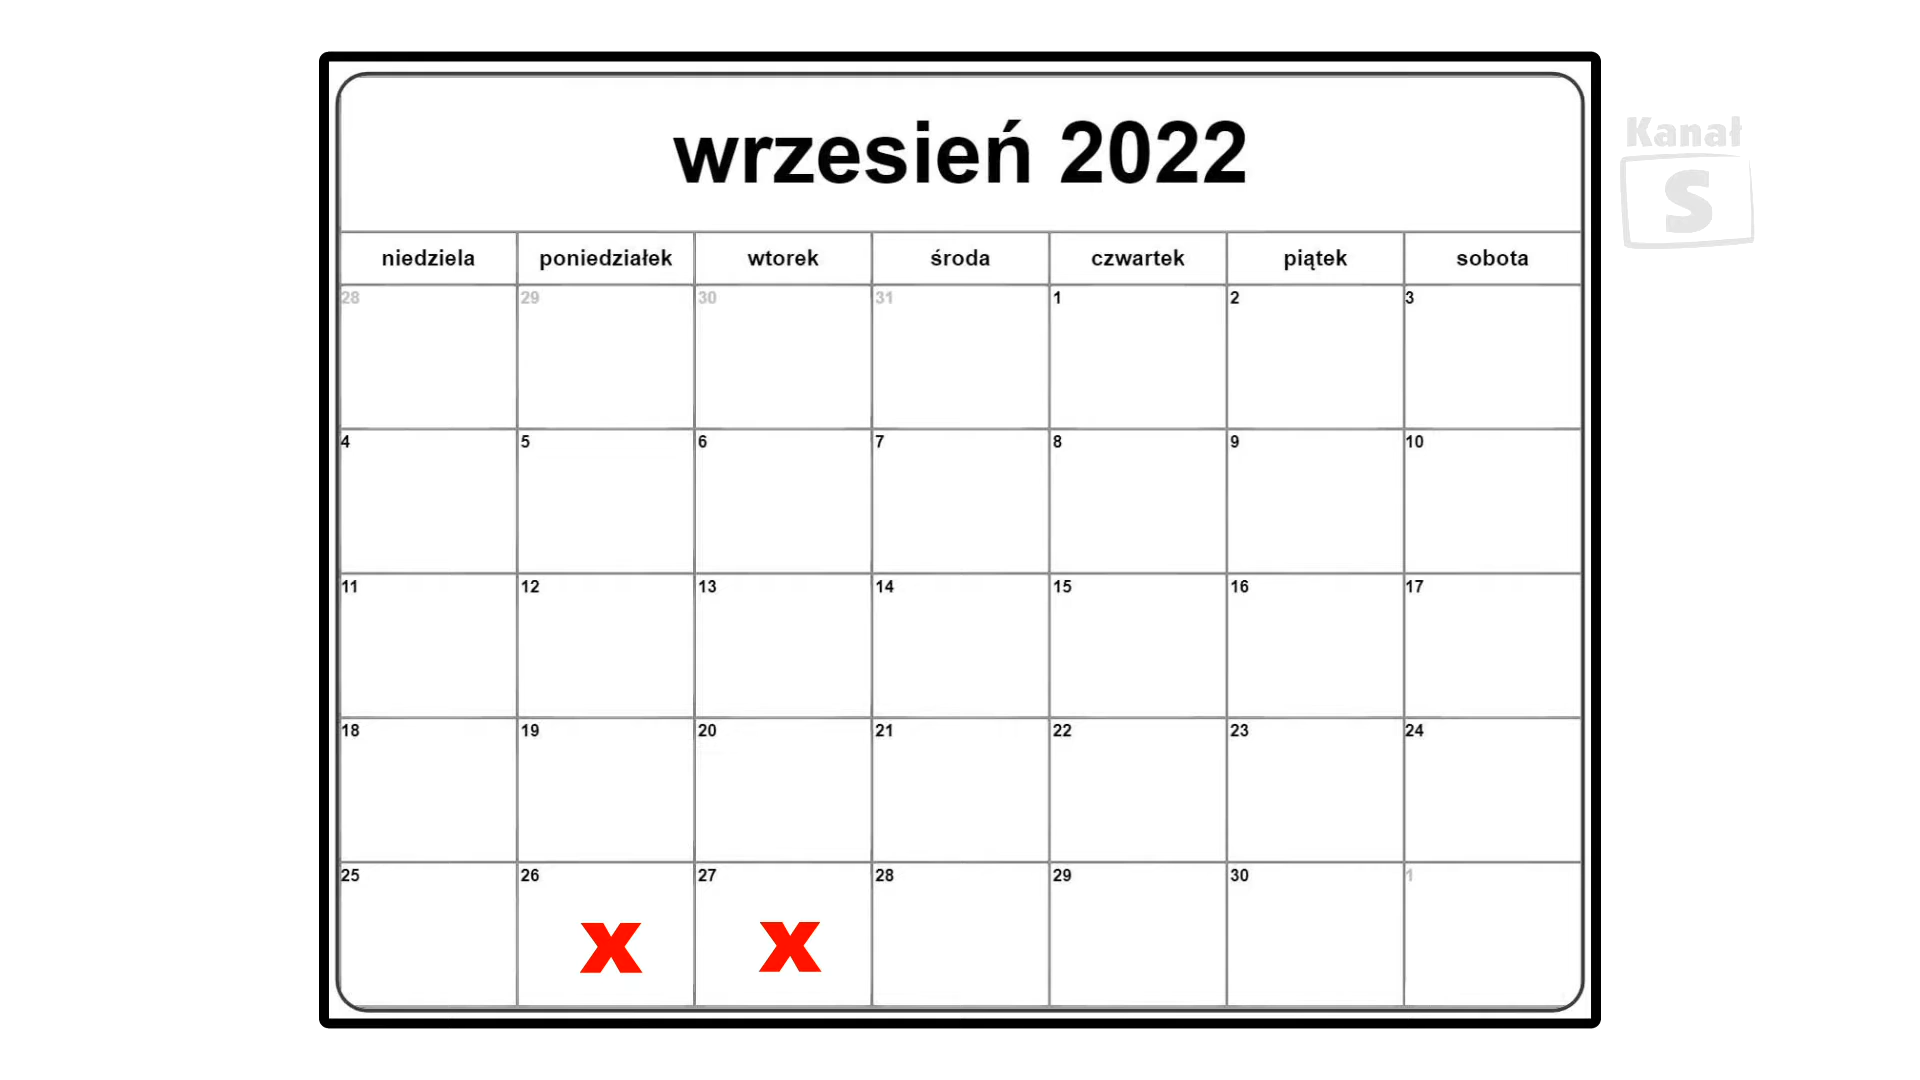 wrzesień 2022
Kanał
S
niedziela poniedziałek wtorek środa czwartek piątek sobota
28 29 30 31 1 2 3
4 5 6 7 8 9 10
11 12 13 14 15 16 17
18 19 20 21 22 23 24
25 26 27 28 29 30 1
x x